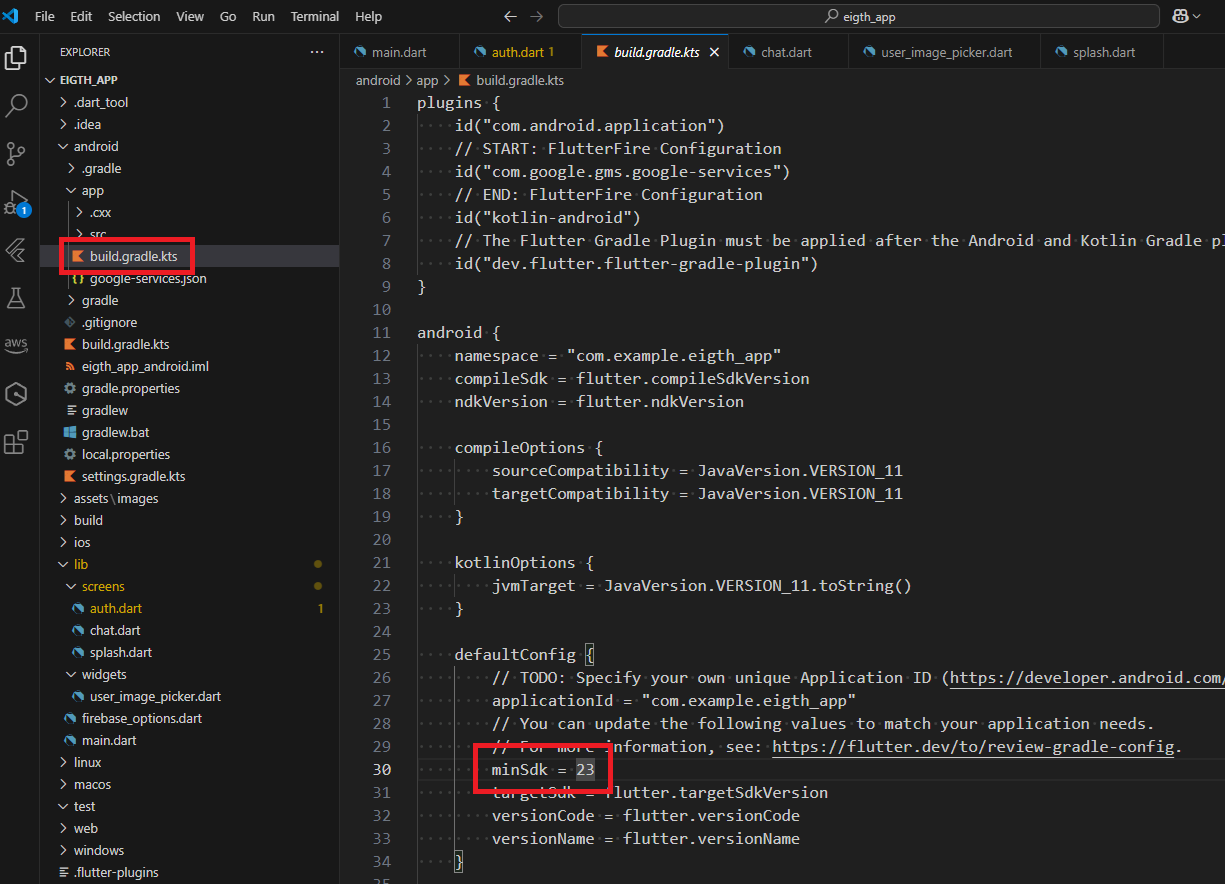 File Edit Selection View Go Run Terminal Help
eigth_app
EXPLORER
main.dart
auth.dart 1
build.gradle.kts
chat.dart
user_image_picker.dart
splash.dart
EIGTH_APP
.dart_tool
.idea
android
.gradle
app
.cxx
src
build.gradle.kts
google-services.json
gradle
.gitignore
build.gradle.kts
eigth_app_android.iml
gradle.properties
gradlew
gradlew.bat
local.properties
settings.gradle.kts
assets\images
build
ios
lib
screens
auth.dart 1
chat.dart
splash.dart
widgets
user_image_picker.dart
firebase_options.dart
main.dart
linux
macos
test
web
windows
.flutter-plugins
1
aws
android > app > build.gradle.kts
1 plugins {
2 id("com.android.application")
3 // START: FlutterFire Configuration
4 id("com.google.gms.google-services")
5 // END: FlutterFire Configuration
6 id("kotlin-android")
7 // The Flutter Gradle Plugin must be applied after the Android and Kotlin Gradle pl
8 id("dev.flutter.flutter-gradle-plugin")
9 }
10
11 android {
12 namespace = "com.example.eigth_app"
13 compileSdk = flutter.compileSdkVersion
14 ndkVersion = flutter.ndkVersion
15
16 compileOptions {
17 sourceCompatibility = JavaVersion.VERSION_11
18 targetCompatibility = JavaVersion.VERSION_11
19 }
20
21 kotlinOptions {
22 jvmTarget = JavaVersion.VERSION_11.toString()
23 }
24
25 defaultConfig {
26 // TODO: Specify your own unique Application ID (https://developer.android.com/
27 applicationId = "com.example.eigth_app"
28 // You can update the following values to match your application needs.
29 // For more information, see: https://flutter.dev/to/review-gradle-config.
30 minSdk = 23
31 targetSdk = flutter.targetSdkVersion
32 versionCode = flutter.versionCode
33 versionName = flutter.versionName
34 }
35